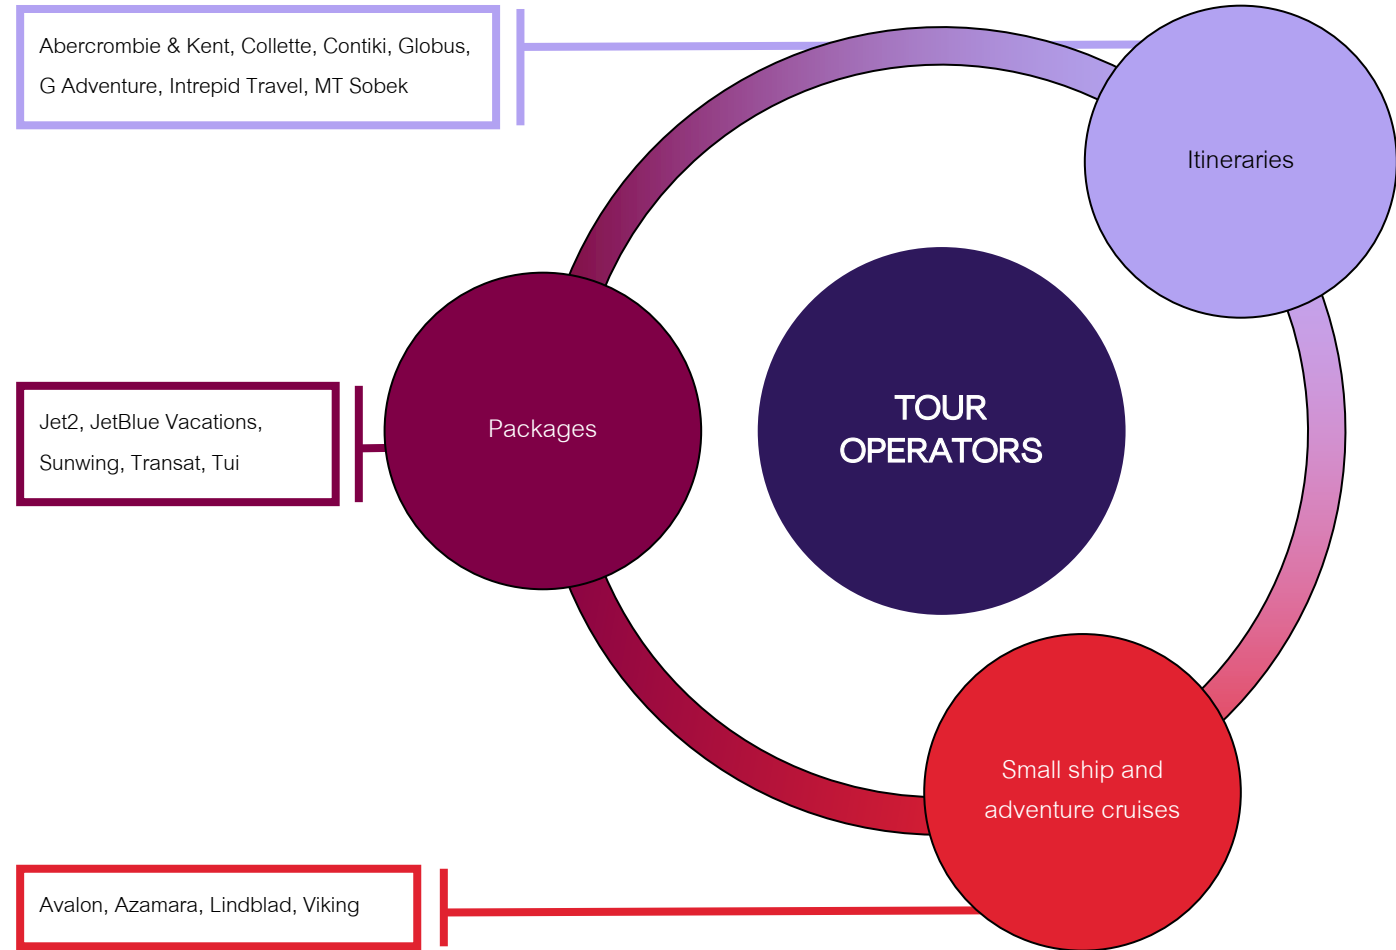 Abercrombie & Kent, Collette, Contiki, Globus,
G Adventure, Intrepid Travel, MT Sobek
Itineraries
TOUR
OPERATORS
Packages
Jet2, JetBlue Vacations,
Sunwing, Transat, Tui
Small ship and
adventure cruises
Avalon, Azamara, Lindblad, Viking